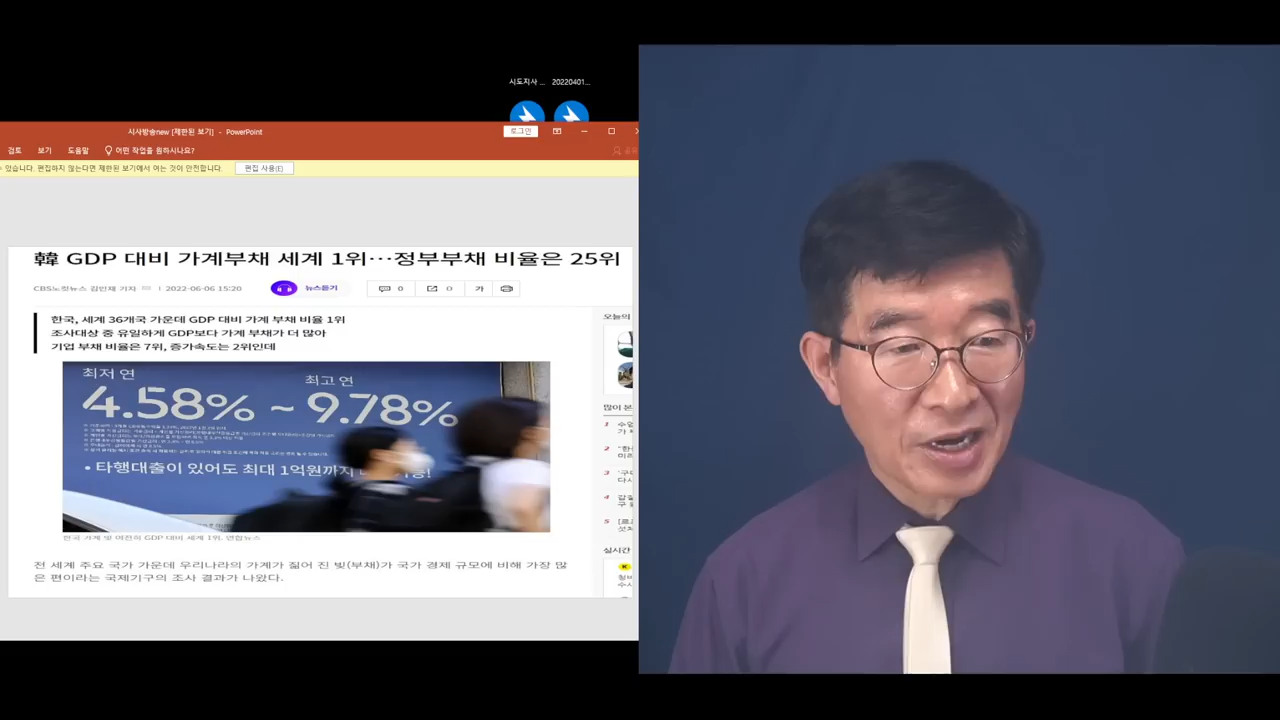 시도지사 ... 20220401...
시사방송new [제한된 보기] - PowerPoint
로그인
검토 보기 도움말 어떤 작업을 원하시나요?
있습니다. 편집하지 않는다면 제한된 보기에서 여는 것이 안전합니다. 편집 사용(E)
韓 GDP 대비 가계부채 세계 1위…정부부채 비율은 25위
CBS노컷뉴스 김민재 기자 2022-06-06 15:20 뉴스듣기 0 0 가
한국, 세계 36개국 가운데 GDP 대비 가계 부채 비율 1위
조사대상 중 유일하게 GDP보다 가계 부채가 더 많아
기업 부채 비율은 7위, 증가속도는 2위인데
오늘의
최저 연 최고 연
4.58% ~ 9.78%
• 타행대출이 있어도 최대 1억원까지
많이 본
1
2
3
4
5
한국 가계 빚 여전히 GDP 대비 세계 1위. 연합뉴스
실시간
전 세계 주요 국가 가운데 우리나라의 가계가 짊어 진 빚(부채)가 국가 경제 규모에 비해 가장 많
은 편이라는 국제기구의 조사 결과가 나왔다.